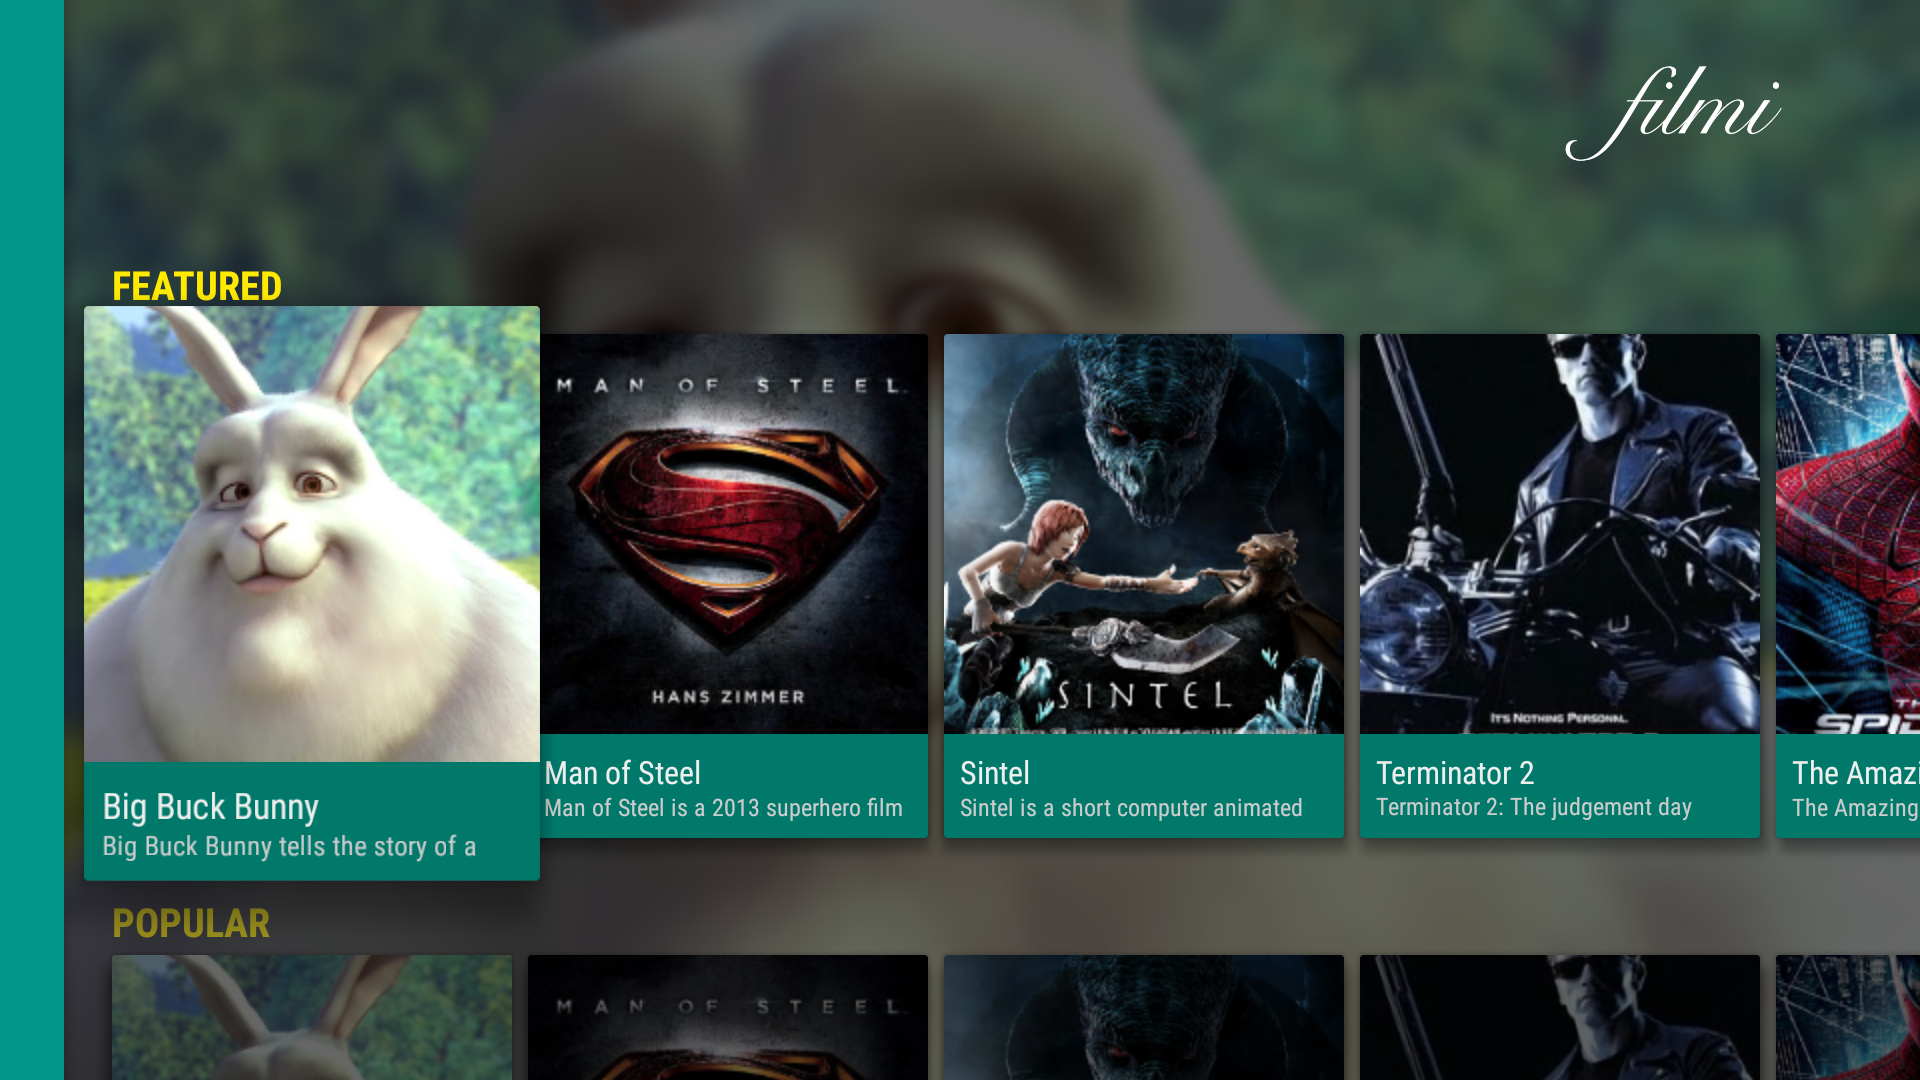 filmi
FEATURED
MAN OF STEEL
HANS ZIMMER
SINTEL
IT'S NOTHING PERSONAL.
Big Buck Bunny
Big Buck Bunny tells the story of a
Man of Steel
Man of Steel is a 2013 superhero film
Sintel
Sintel is a short computer animated
Terminator 2
Terminator 2: The judgement day
The Amazi
The Amazing
POPULAR
MAN OF STEEL